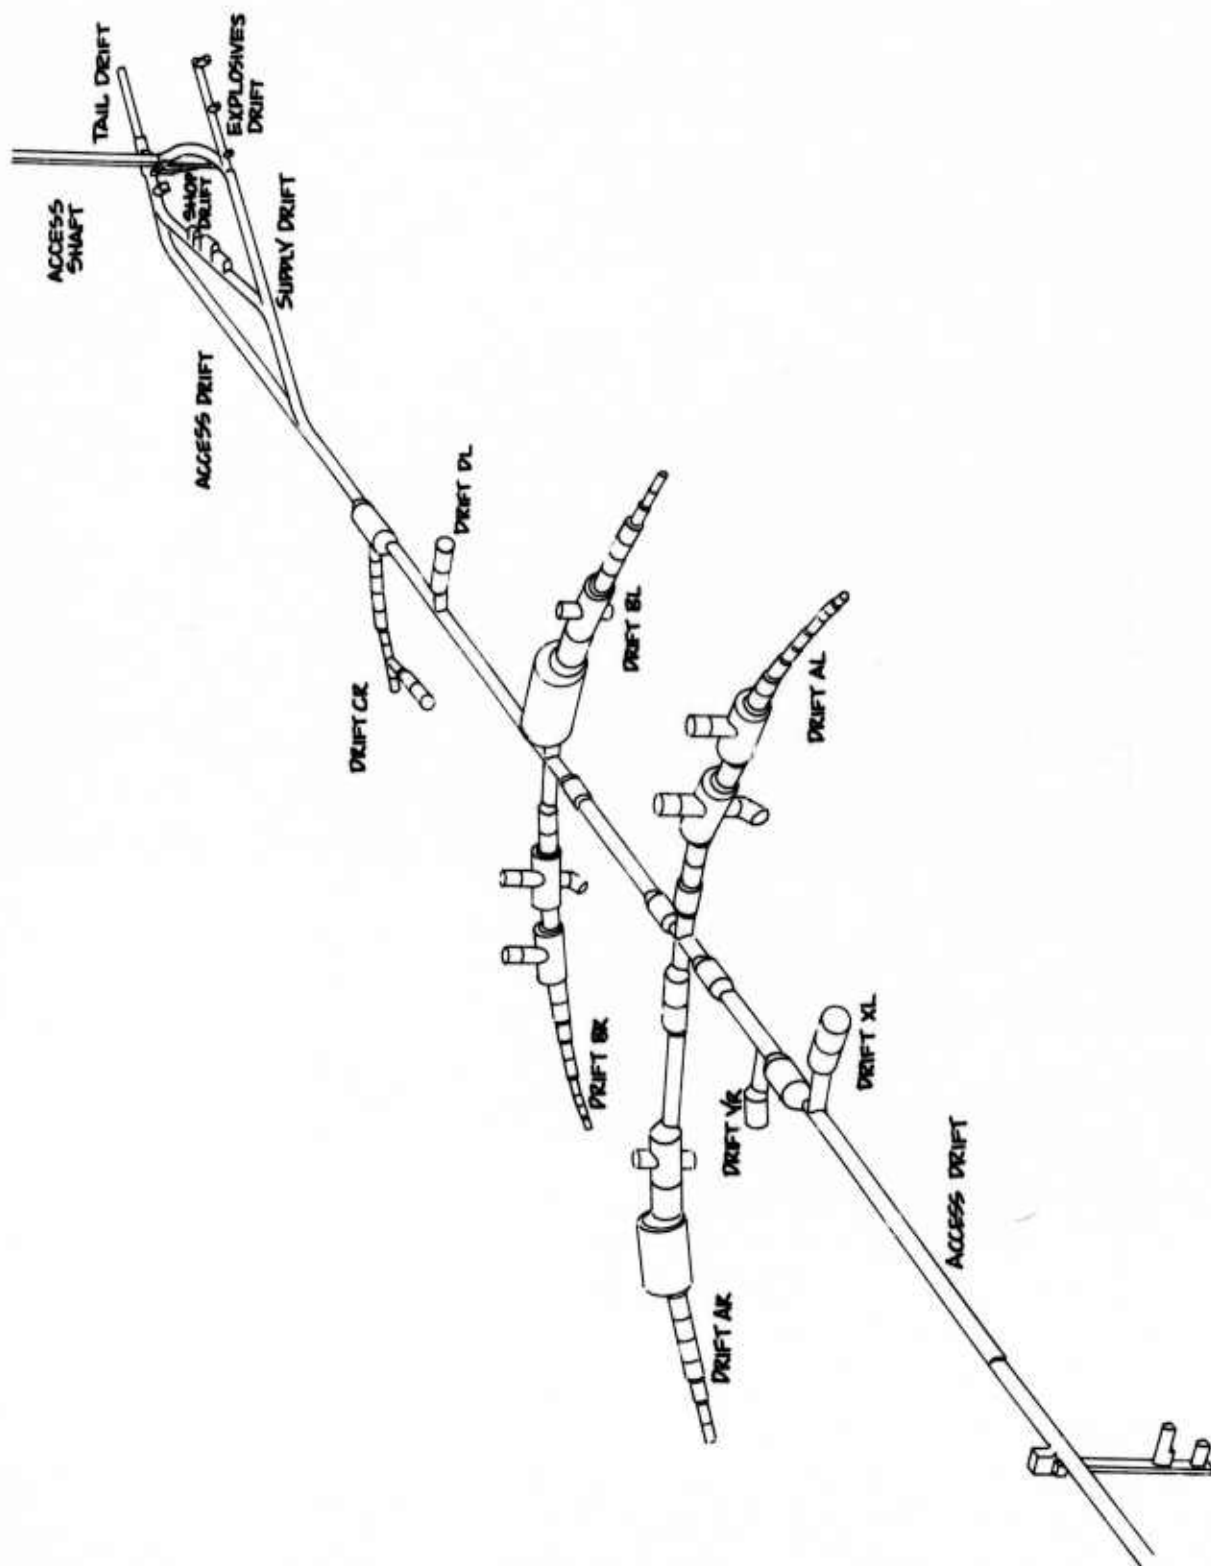 TAIL DRIFT
EXPLOSIVES
DRIFT
ACCESS
SHAFT
SHOP
DRIFT
SUPPLY DRIFT
ACCESS DRIFT
DRIFT DL
DRIFT CR
DRIFT BL
DRIFT AL
DRIFT BR
DRIFT YR
DRIFT XL
DRIFT AR
ACCESS DRIFT